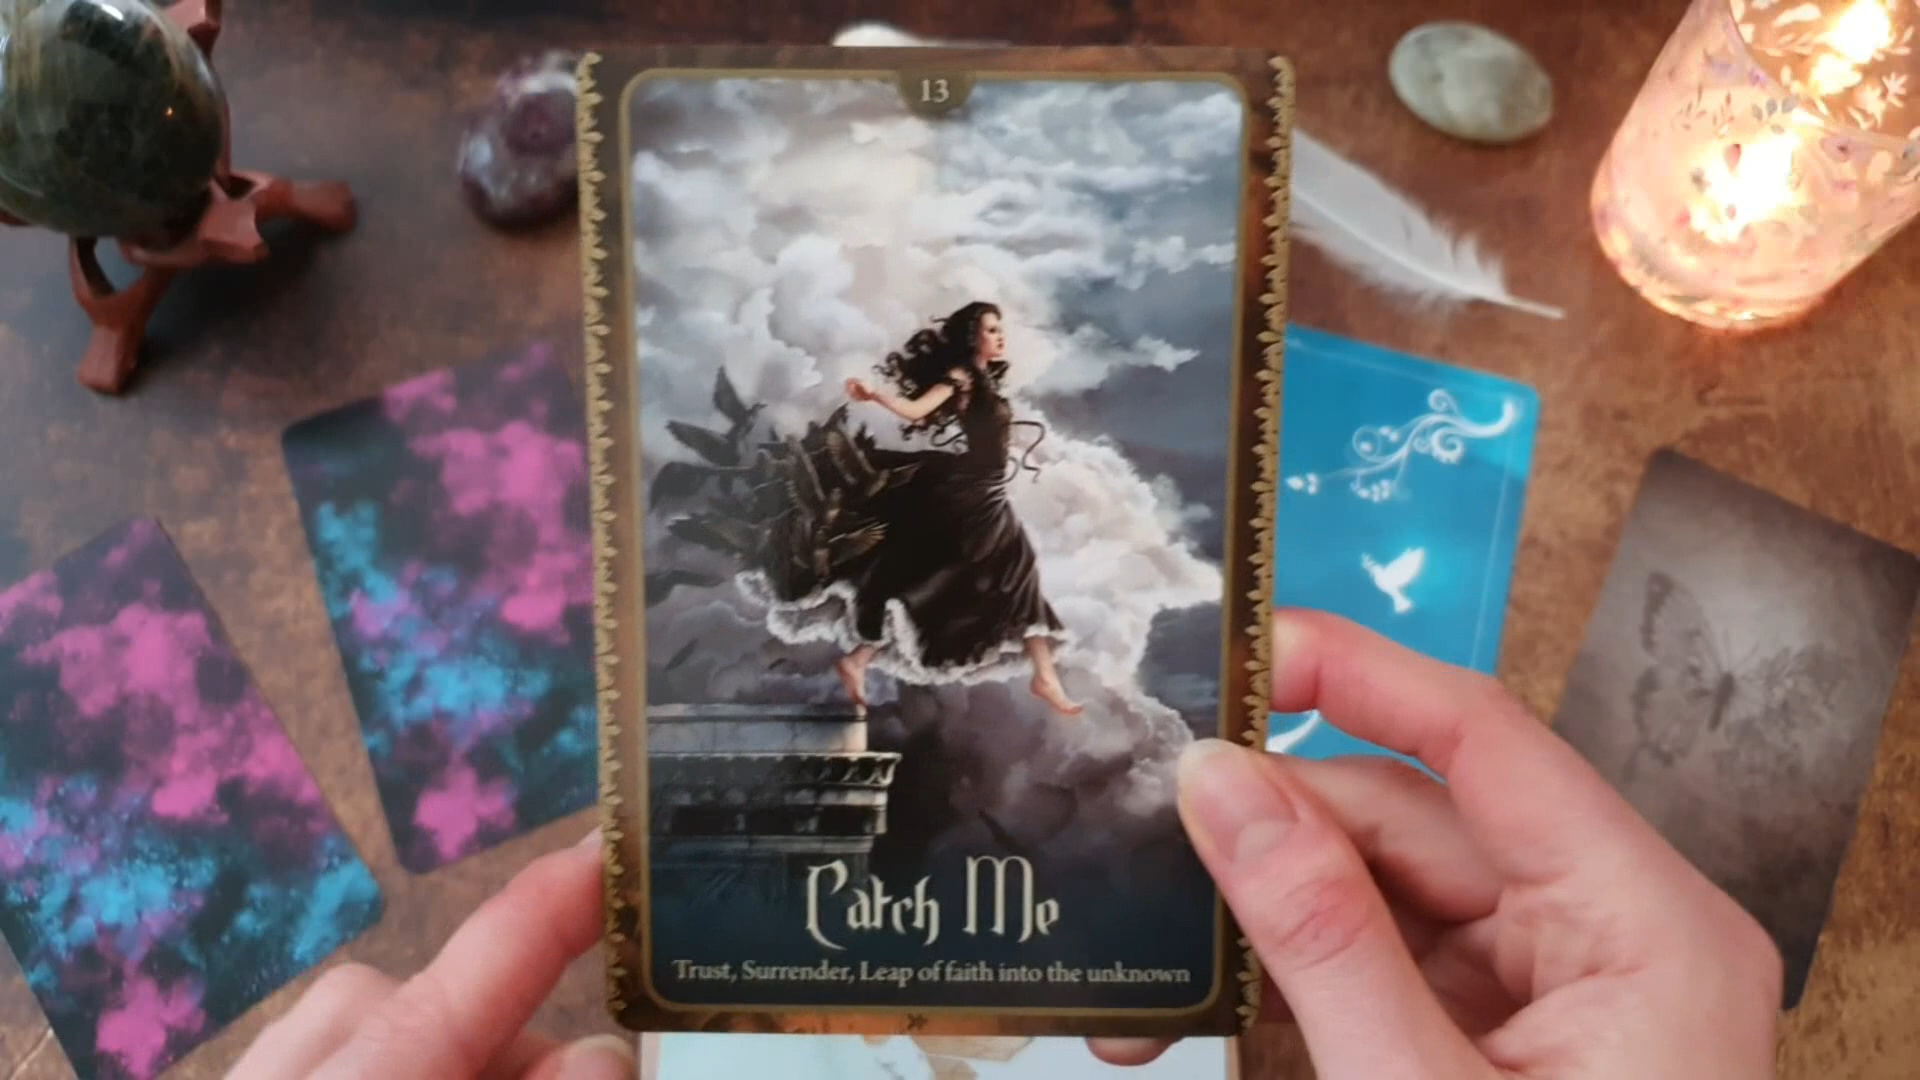 13
Catch Me
Trust, Surrender, Leap of faith into the unknown